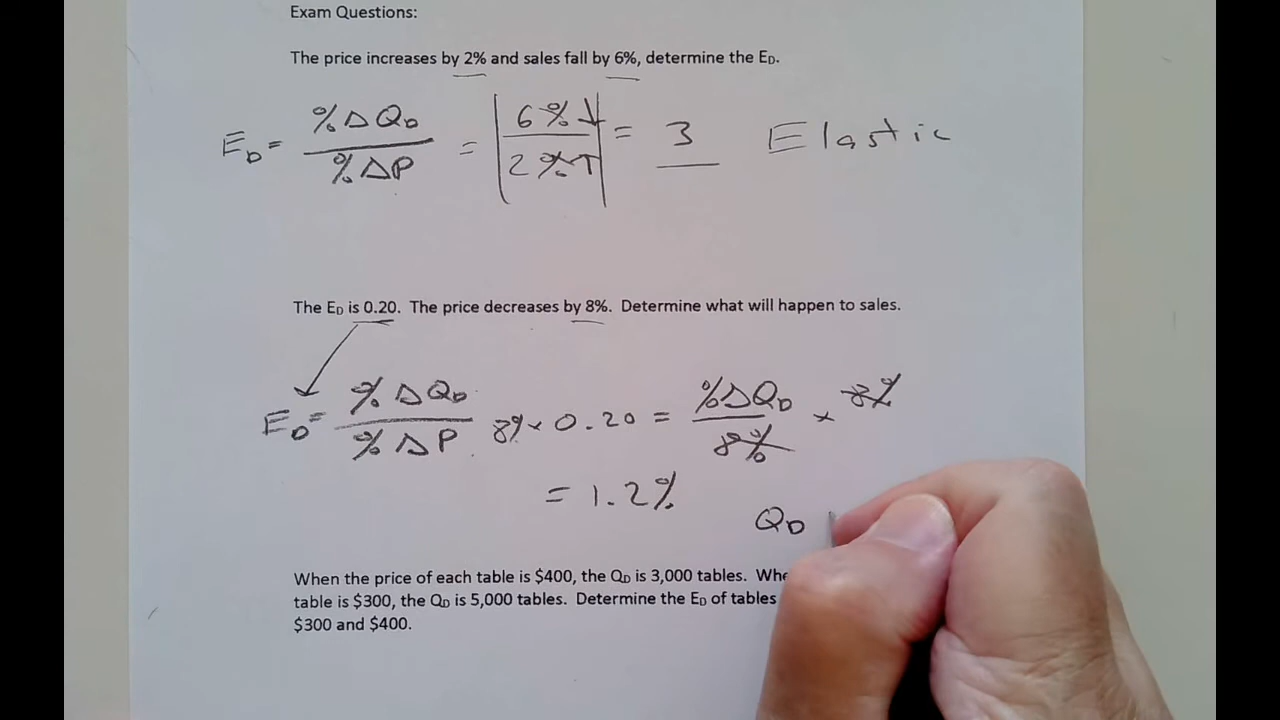 Exam Questions:
The price increases by 2% and sales fall by 6%, determine the ED.
ED = %ΔQD / %ΔP = | 6%↓ / 2%↑ | = 3 Elastic
The ED is 0.20. The price decreases by 8%. Determine what will happen to sales.
ED = %ΔQD / %ΔP 8% × 0.20 = %ΔQD / 8% × 8%
= 1.2%
QD
When the price of each table is $400, the QD is 3,000 tables.
table is $300, the QD is 5,000 tables. Determine the ED of tables
$300 and $400.